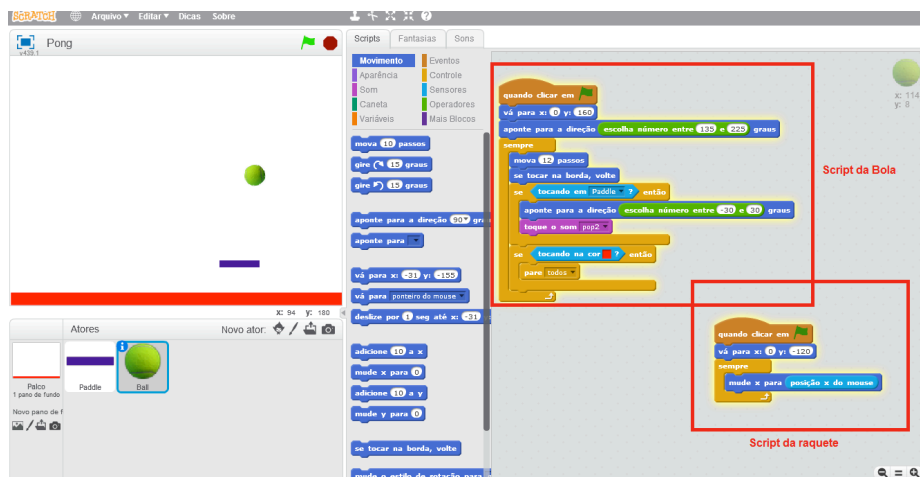 SCRATCH Arquivo Editar Dicas Sobre
Pong
v439.1
Scripts Fantasias Sons
Movimento Eventos
Aparência Controle
Som Sensores
Caneta Operadores
Variáveis Mais Blocos
mova 10 passos
gire 15 graus
gire 15 graus
aponte para a direção 90 grau
aponte para
vá para x: -31 y: -155
vá para ponteiro do mouse
deslize por 1 seg até x: -31
adicione 10 a x
mude x para 0
adicione 10 a y
mude y para 0
se tocar na borda, volte
mude o estilo de rotação para
quando clicar em
vá para x: 0 y: 160
aponte para a direção escolha número entre 135 e 225 graus
sempre
mova 12 passos
se tocar na borda, volte
se tocando em Paddle ? então
aponte para a direção escolha número entre -30 e 30 graus
toque o som pop2
se tocando na cor ? então
pare todos
Script da Bola
x: 114
y: 8
quando clicar em
vá para x: 0 y: -120
sempre
mude x para posição x do mouse
Script da raquete
x: 94 y: 180
Atores Novo ator:
Palco
1 pano de fundo
Paddle
Ball
Novo pano de f